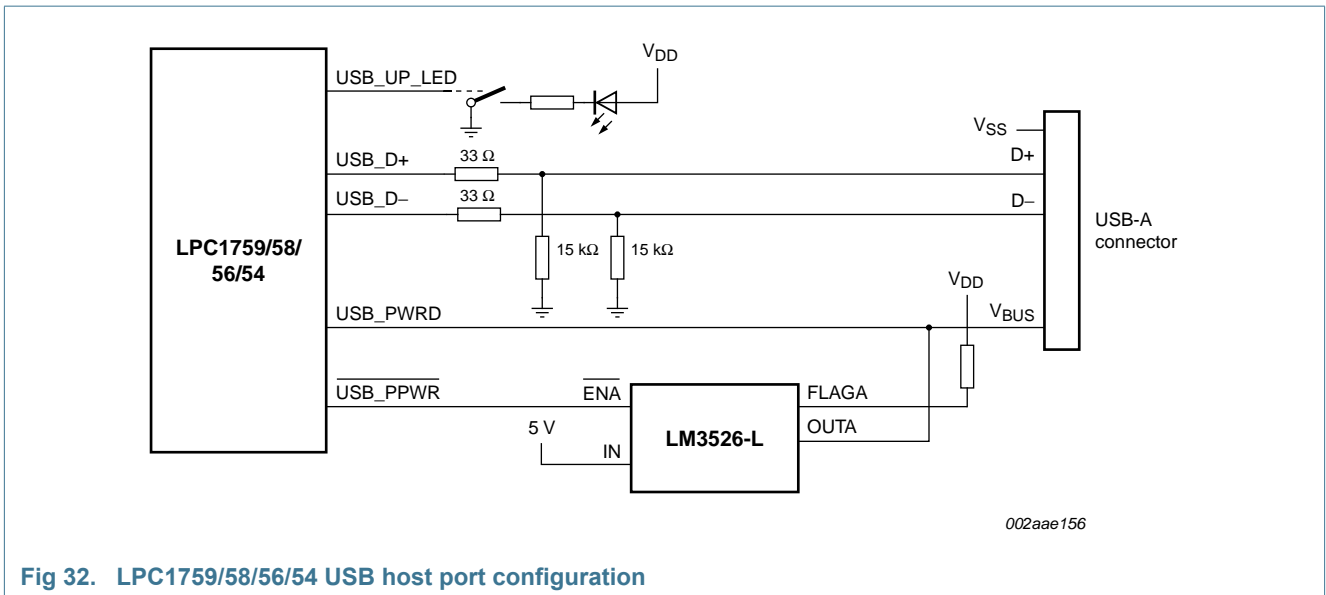 V_DD
USB_UP_LED
V_SS
USB_D+ 33 Ω D+
USB_D− 33 Ω D−
USB-A
connector
LPC1759/58/
56/54
15 kΩ 15 kΩ
V_DD
USB_PWRD V_BUS
USB_PPWR ENA FLAGA
5 V OUTA
IN LM3526-L
002aae156
Fig 32. LPC1759/58/56/54 USB host port configuration